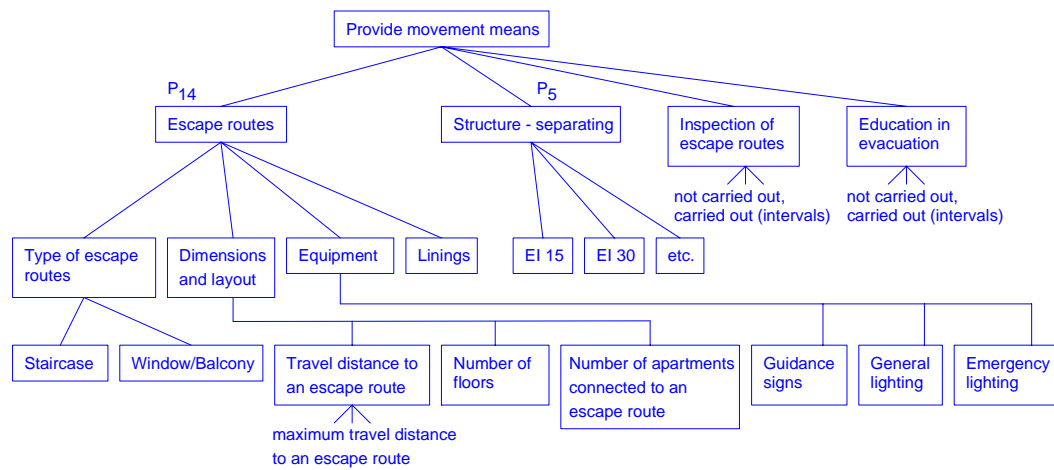 Provide movement means
P14
P5
Escape routes
Structure - separating
Inspection of
escape routes
Education in
evacuation
not carried out,
carried out (intervals)
not carried out,
carried out (intervals)
Type of escape
routes
Dimensions
and layout
Equipment
Linings
EI 15
EI 30
etc.
Staircase
Window/Balcony
Travel distance to
an escape route
Number of
floors
Number of apartments
connected to an
escape route
Guidance
signs
General
lighting
Emergency
lighting
maximum travel distance
to an escape route